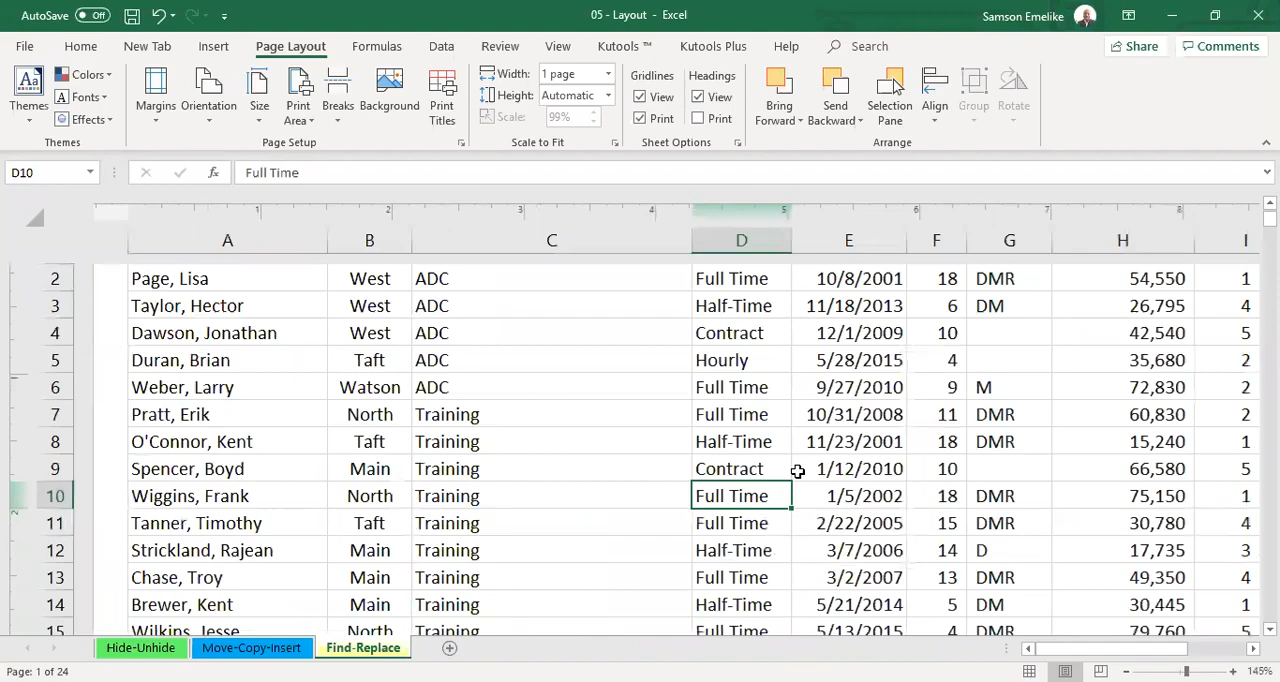 AutoSave Off 05 - Layout - Excel Samson Emelike
File Home New Tab Insert Page Layout Formulas Data Review View Kutools ™ Kutools Plus Help Search Share Comments
Themes Colors Fonts Effects Margins Orientation Size Print Area Breaks Background Print Titles Width: 1 page Height: Automatic Scale: 99% Gridlines View Print Headings View Print Bring Forward Send Backward Selection Pane Align Group Rotate
Themes Page Setup Scale to Fit Sheet Options Arrange
D10 fx Full Time
1 2 3 4 5 6 7 8
A B C D E F G H I
2 Page, Lisa West ADC Full Time 10/8/2001 18 DMR 54,550 1
3 Taylor, Hector West ADC Half-Time 11/18/2013 6 DM 26,795 4
4 Dawson, Jonathan West ADC Contract 12/1/2009 10 42,540 5
5 Duran, Brian Taft ADC Hourly 5/28/2015 4 35,680 2
6 Weber, Larry Watson ADC Full Time 9/27/2010 9 M 72,830 2
7 Pratt, Erik North Training Full Time 10/31/2008 11 DMR 60,830 2
8 O'Connor, Kent Taft Training Half-Time 11/23/2001 18 DMR 15,240 1
9 Spencer, Boyd Main Training Contract 1/12/2010 10 66,580 5
10 Wiggins, Frank North Training Full Time 1/5/2002 18 DMR 75,150 1
11 Tanner, Timothy Taft Training Full Time 2/22/2005 15 DMR 30,780 4
12 Strickland, Rajean Main Training Half-Time 3/7/2006 14 D 17,735 3
13 Chase, Troy Main Training Full Time 3/2/2007 13 DMR 49,350 4
14 Brewer, Kent Main Training Half-Time 5/21/2014 5 DM 30,445 1
15 Wilkins, Jesse North Training Full Time 5/13/2015 4 DMR 79,760 5
Hide-Unhide Move-Copy-Insert Find-Replace
Page: 1 of 24 145%